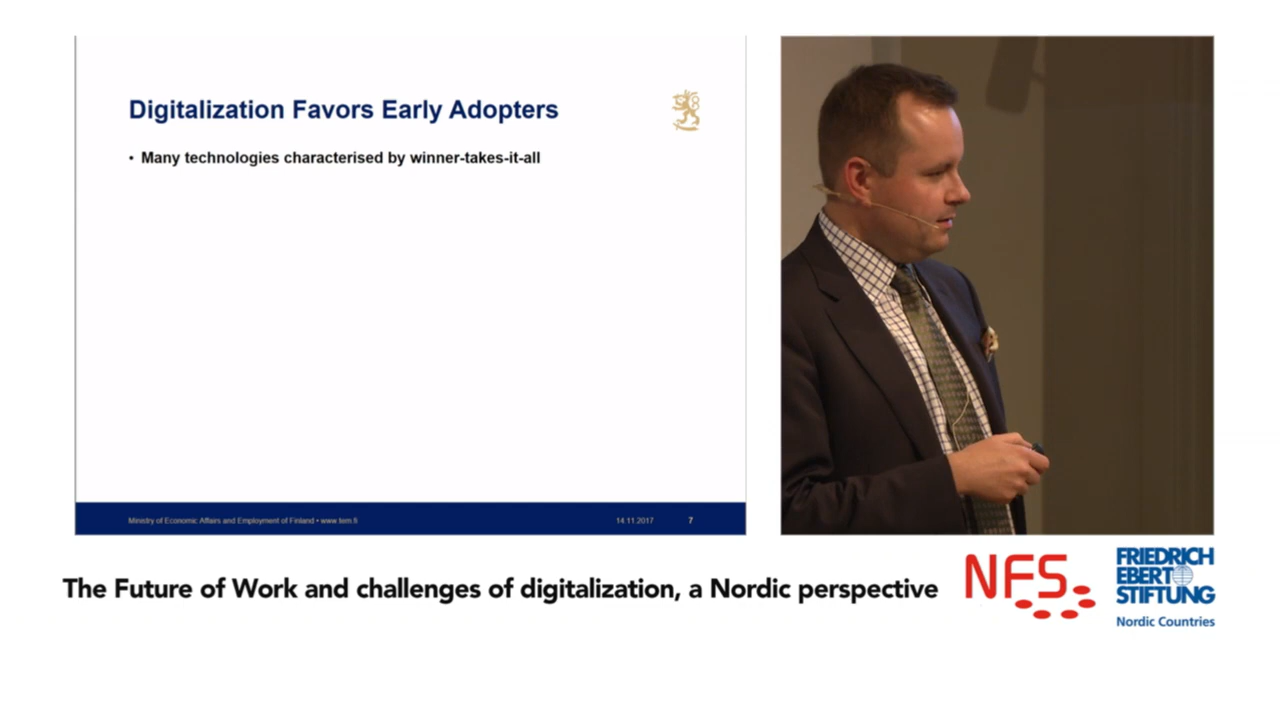 Digitalization Favors Early Adopters
• Many technologies characterised by winner-takes-it-all
Ministry of Economic Affairs and Employment of Finland • www.tem.fi
14.11.2017
7
The Future of Work and challenges of digitalization, a Nordic perspective
NFS
FRIEDRICH
EBERT
STIFTUNG
Nordic Countries